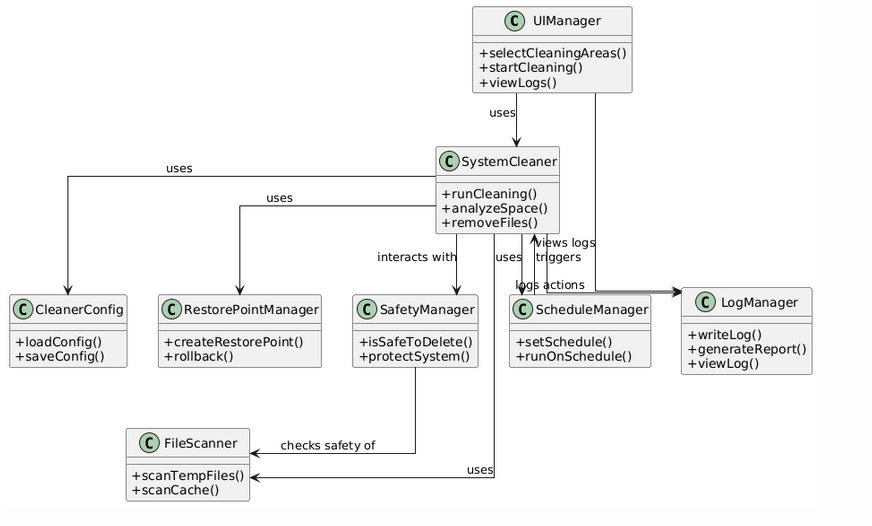 C UIManager
+selectCleaningAreas()
+startCleaning()
+viewLogs()
uses
C SystemCleaner
+runCleaning()
+analyzeSpace()
+removeFiles()
uses
uses
interacts with
uses
views logs
triggers
logs actions
C CleanerConfig
+loadConfig()
+saveConfig()
C RestorePointManager
+createRestorePoint()
+rollback()
C SafetyManager
+isSafeToDelete()
+protectSystem()
C ScheduleManager
+setSchedule()
+runOnSchedule()
C LogManager
+writeLog()
+generateReport()
+viewLog()
checks safety of
uses
C FileScanner
+scanTempFiles()
+scanCache()